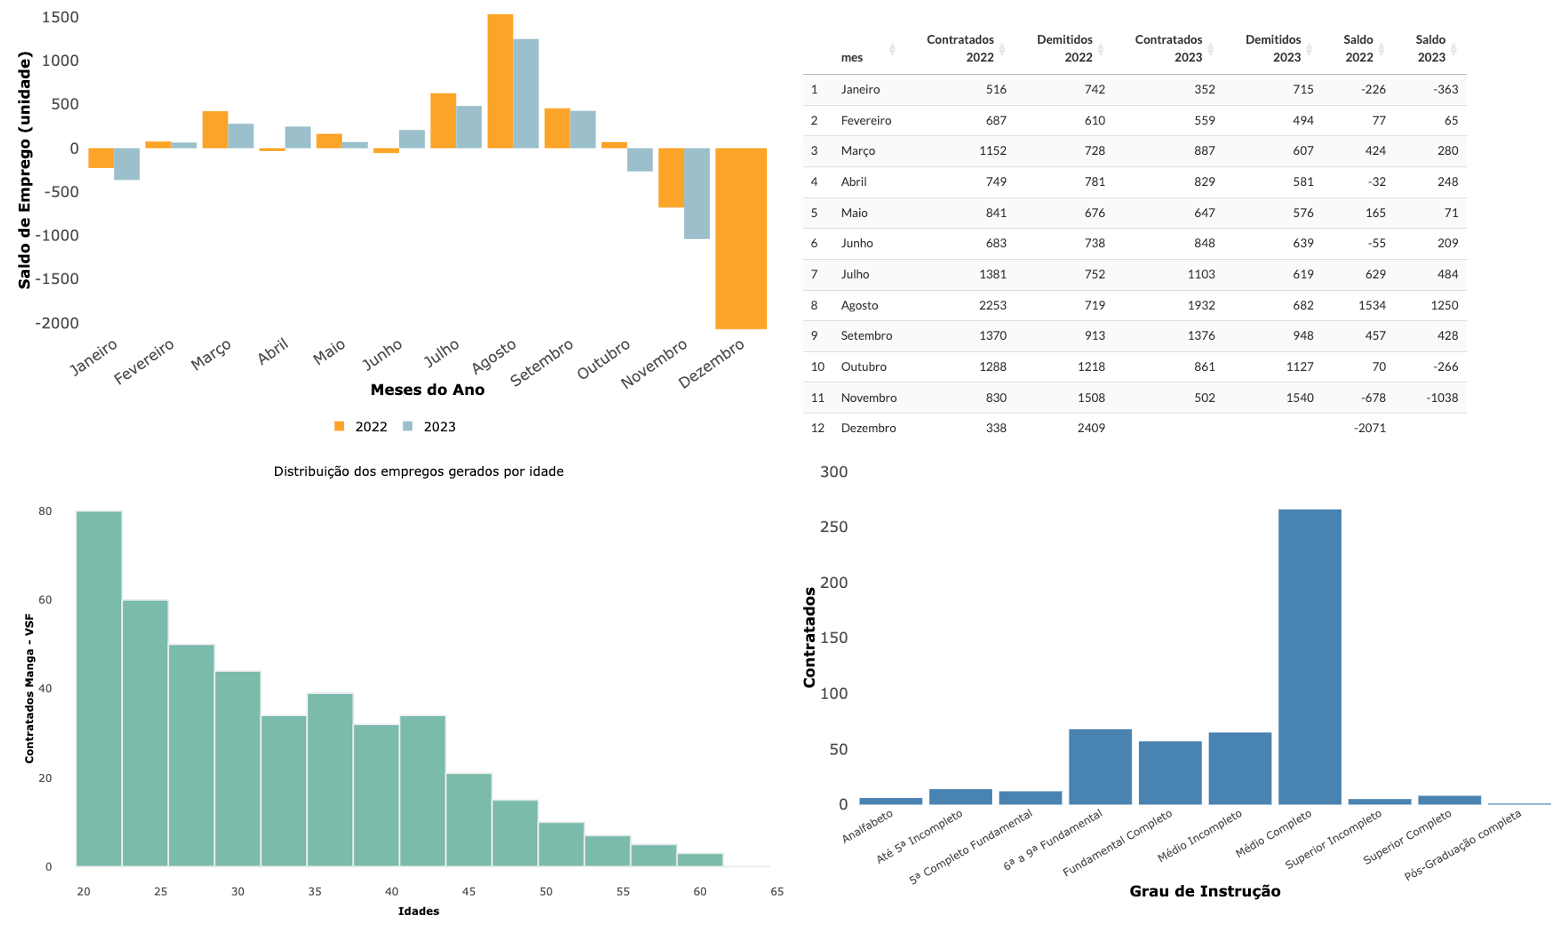 1500
1000
500
0
-500
-1000
-1500
-2000
Saldo de Emprego (unidade)
Janeiro
Fevereiro
Março
Abril
Maio
Junho
Julho
Agosto
Setembro
Outubro
Novembro
Dezembro
Meses do Ano
2022 2023
mes Contratados 2022 Demitidos 2022 Contratados 2023 Demitidos 2023 Saldo 2022 Saldo 2023
1 Janeiro 516 742 352 715 -226 -363
2 Fevereiro 687 610 559 494 77 65
3 Março 1152 728 887 607 424 280
4 Abril 749 781 829 581 -32 248
5 Maio 841 676 647 576 165 71
6 Junho 683 738 848 639 -55 209
7 Julho 1381 752 1103 619 629 484
8 Agosto 2253 719 1932 682 1534 1250
9 Setembro 1370 913 1376 948 457 428
10 Outubro 1288 1218 861 1127 70 -266
11 Novembro 830 1508 502 1540 -678 -1038
12 Dezembro 338 2409 -2071
Distribuição dos empregos gerados por idade
80
60
40
20
0
Contratados Manga - VSF
20 25 30 35 40 45 50 55 60 65
Idades
300
250
200
150
100
50
0
Contratados
Analfabeto
Até 5ª Incompleto
5ª Completo Fundamental
6ª a 9ª Fundamental
Fundamental Completo
Médio Incompleto
Médio Completo
Superior Incompleto
Superior Completo
Pós-Graduação completa
Grau de Instrução